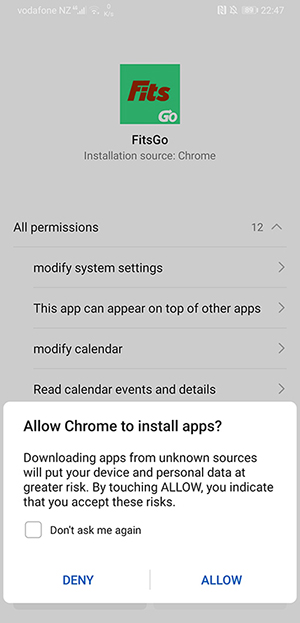 vodafone NZ 22:47
Fits
Go
FitsGo
Installation source: Chrome
All permissions 12
modify system settings
This app can appear on top of other apps
modify calendar
Read calendar events and details
Allow Chrome to install apps?
Downloading apps from unknown sources
will put your device and personal data at
greater risk. By touching ALLOW, you indicate
that you accept these risks.
Don't ask me again
DENY ALLOW